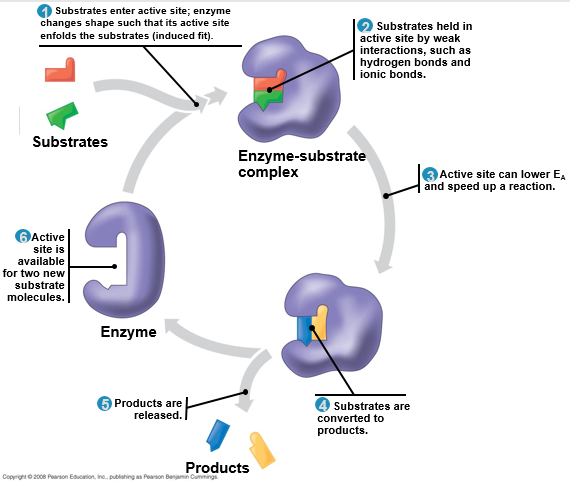 1 Substrates enter active site; enzyme
changes shape such that its active site
enfolds the substrates (induced fit).
2 Substrates held in
active site by weak
interactions, such as
hydrogen bonds and
ionic bonds.
Substrates
Enzyme-substrate
complex
3 Active site can lower EA
and speed up a reaction.
6 Active
site is
available
for two new
substrate
molecules.
Enzyme
5 Products are
released.
4 Substrates are
converted to
products.
Products
Copyright © 2008 Pearson Education, Inc., publishing as Pearson Benjamin Cummings.